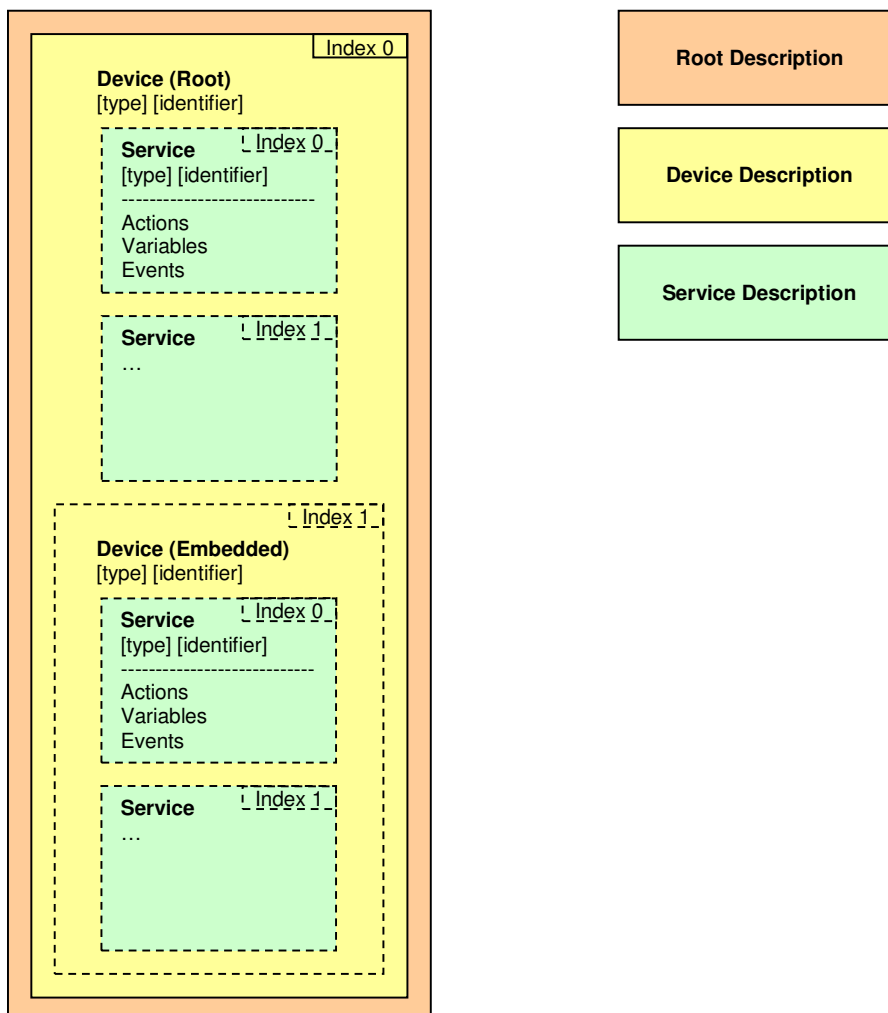 Index 0
Device (Root)
[type] [identifier]
Index 0
Service
[type] [identifier]
----------------------------
Actions
Variables
Events
Index 1
Service
…
Index 1
Device (Embedded)
[type] [identifier]
Index 0
Service
[type] [identifier]
----------------------------
Actions
Variables
Events
Index 1
Service
…
Root Description
Device Description
Service Description